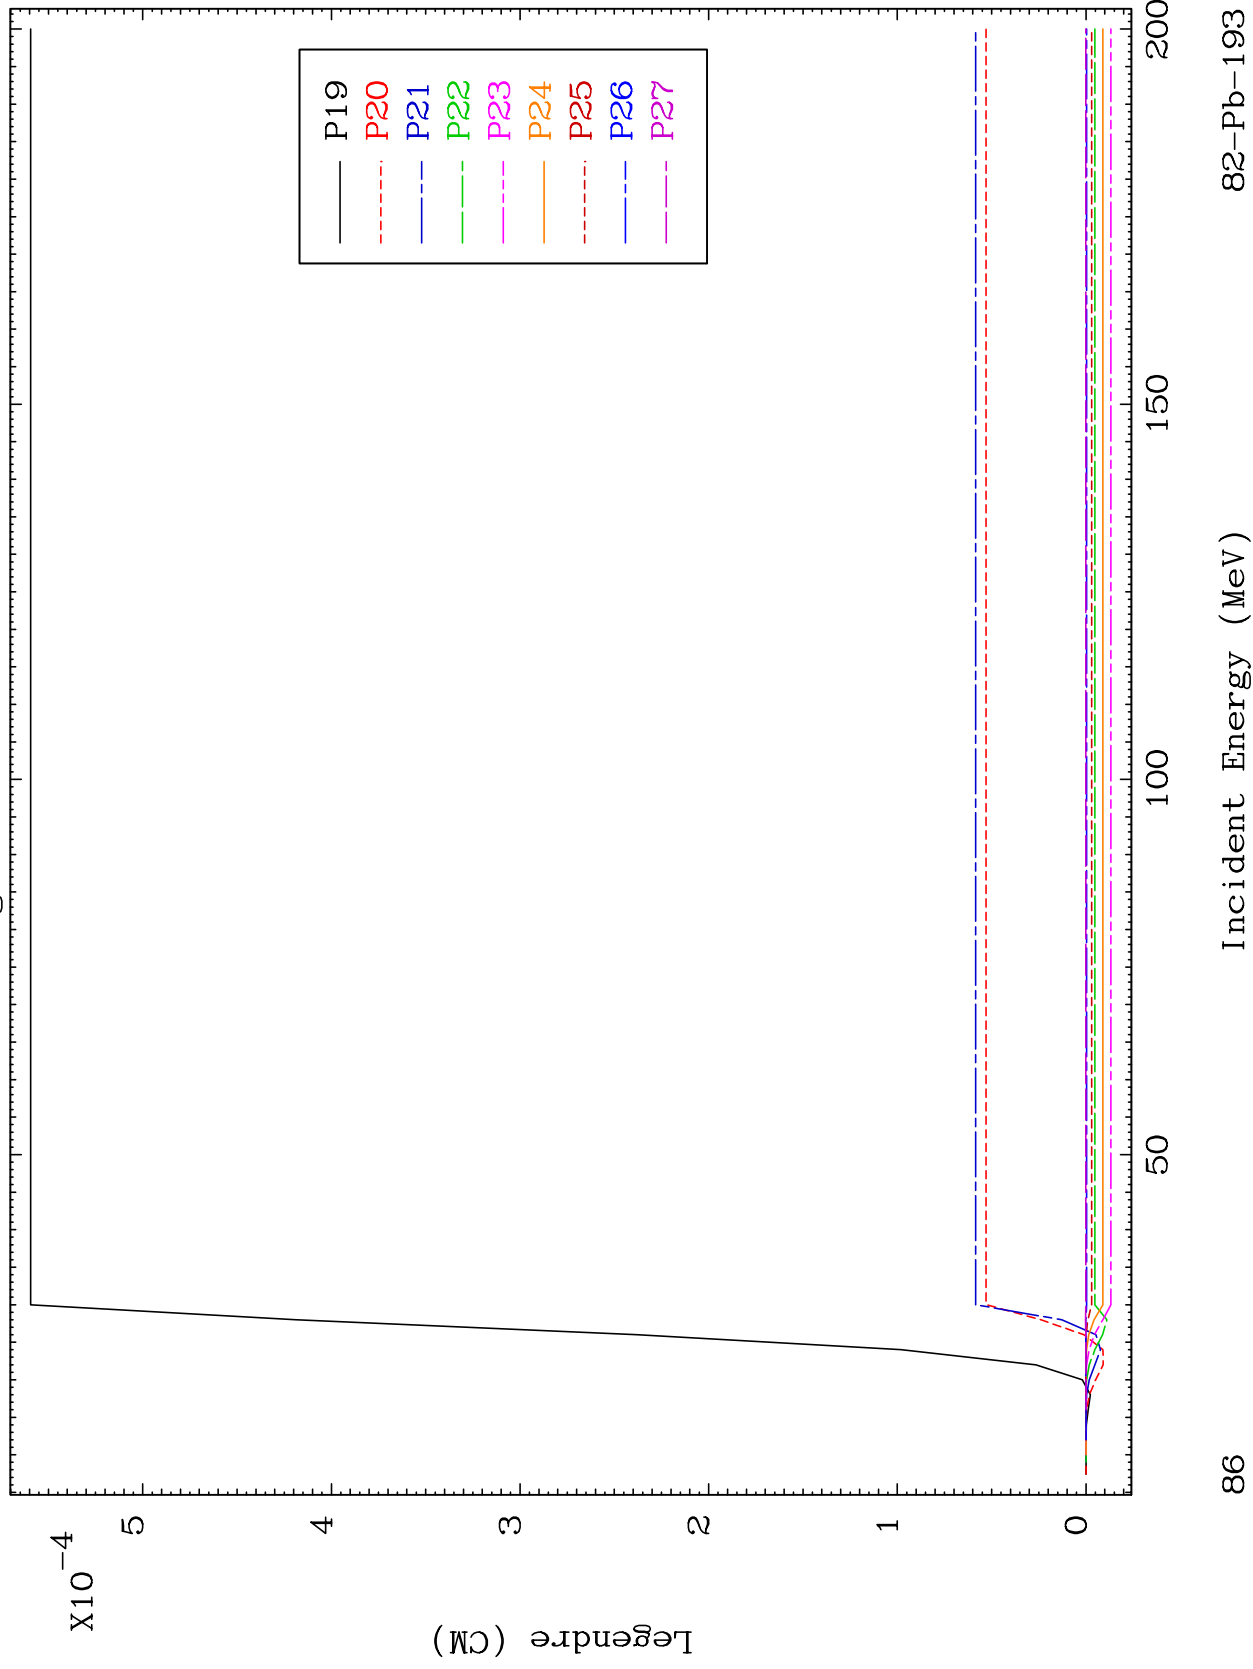 X10-4
Legendre (CM)
5
4
3
2
1
0
P19
P20
P21
P22
P23
P24
P25
P26
P27
50
100
150
200
Incident Energy (MeV)
86
82-Pb-193